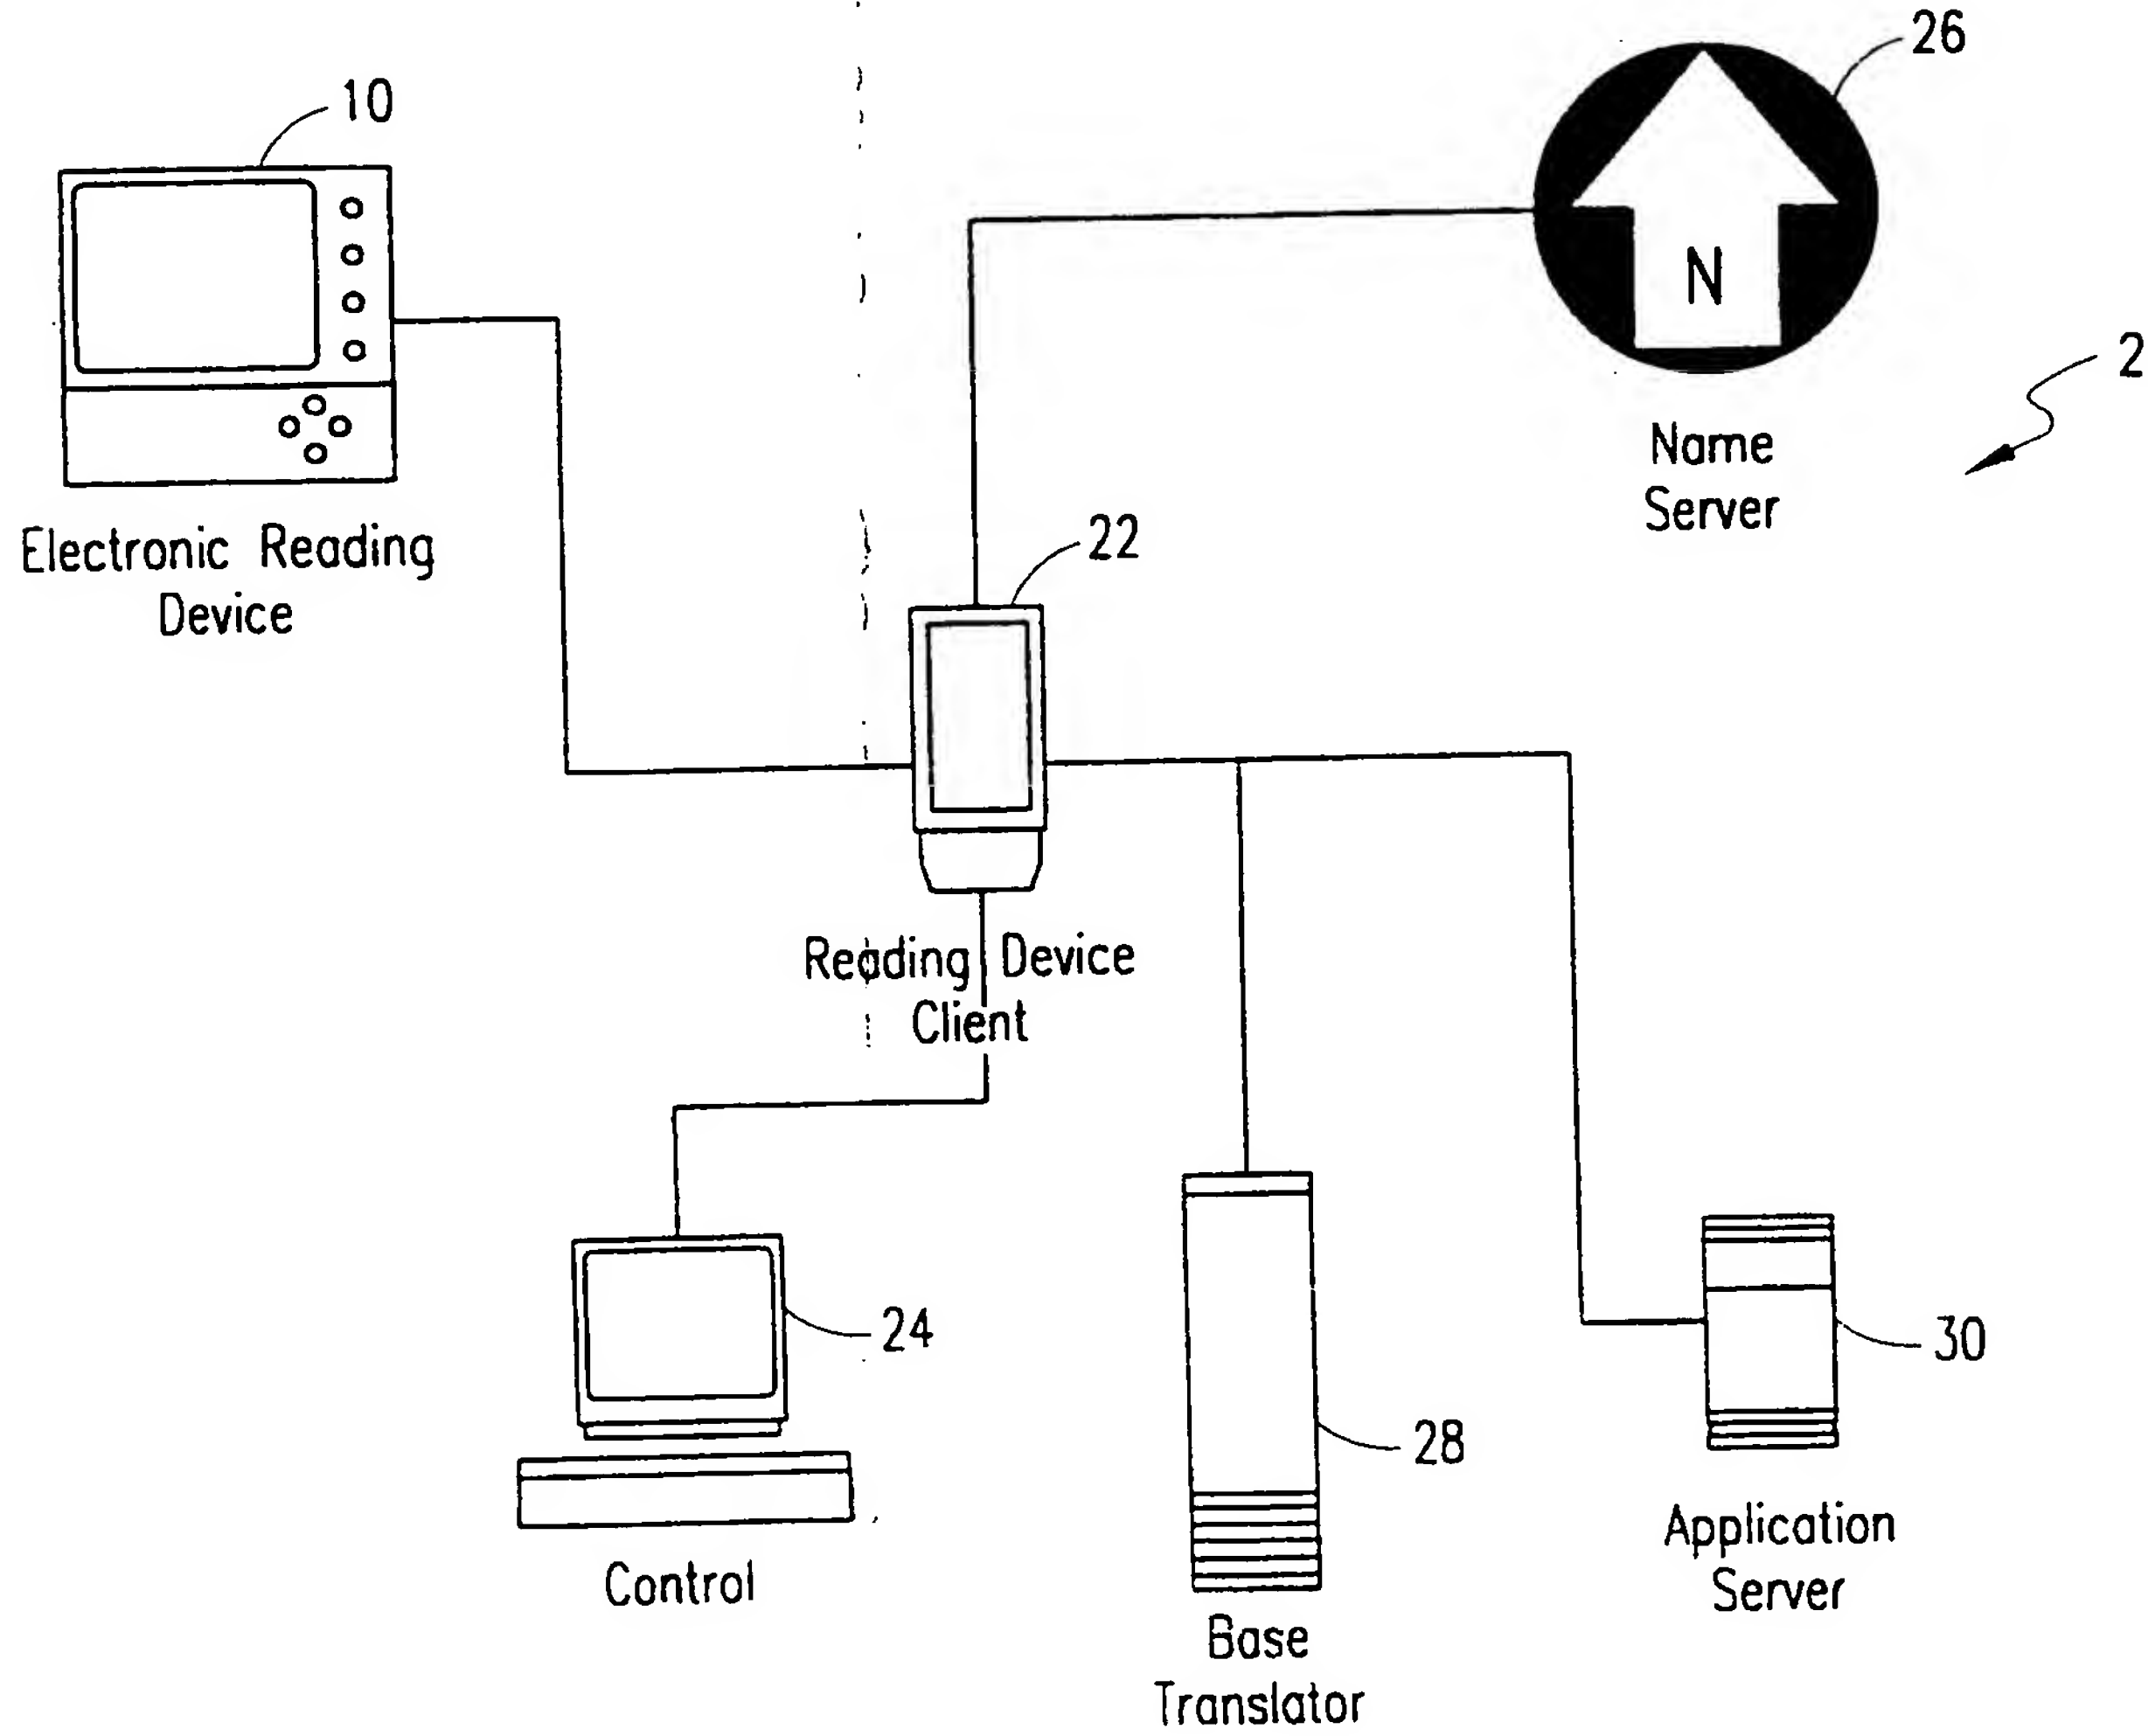 26
10
N
2
Name
Server
Electronic Reading
Device
22
Reading Device
Client
24
30
28
Control
Application
Server
Base
Translator